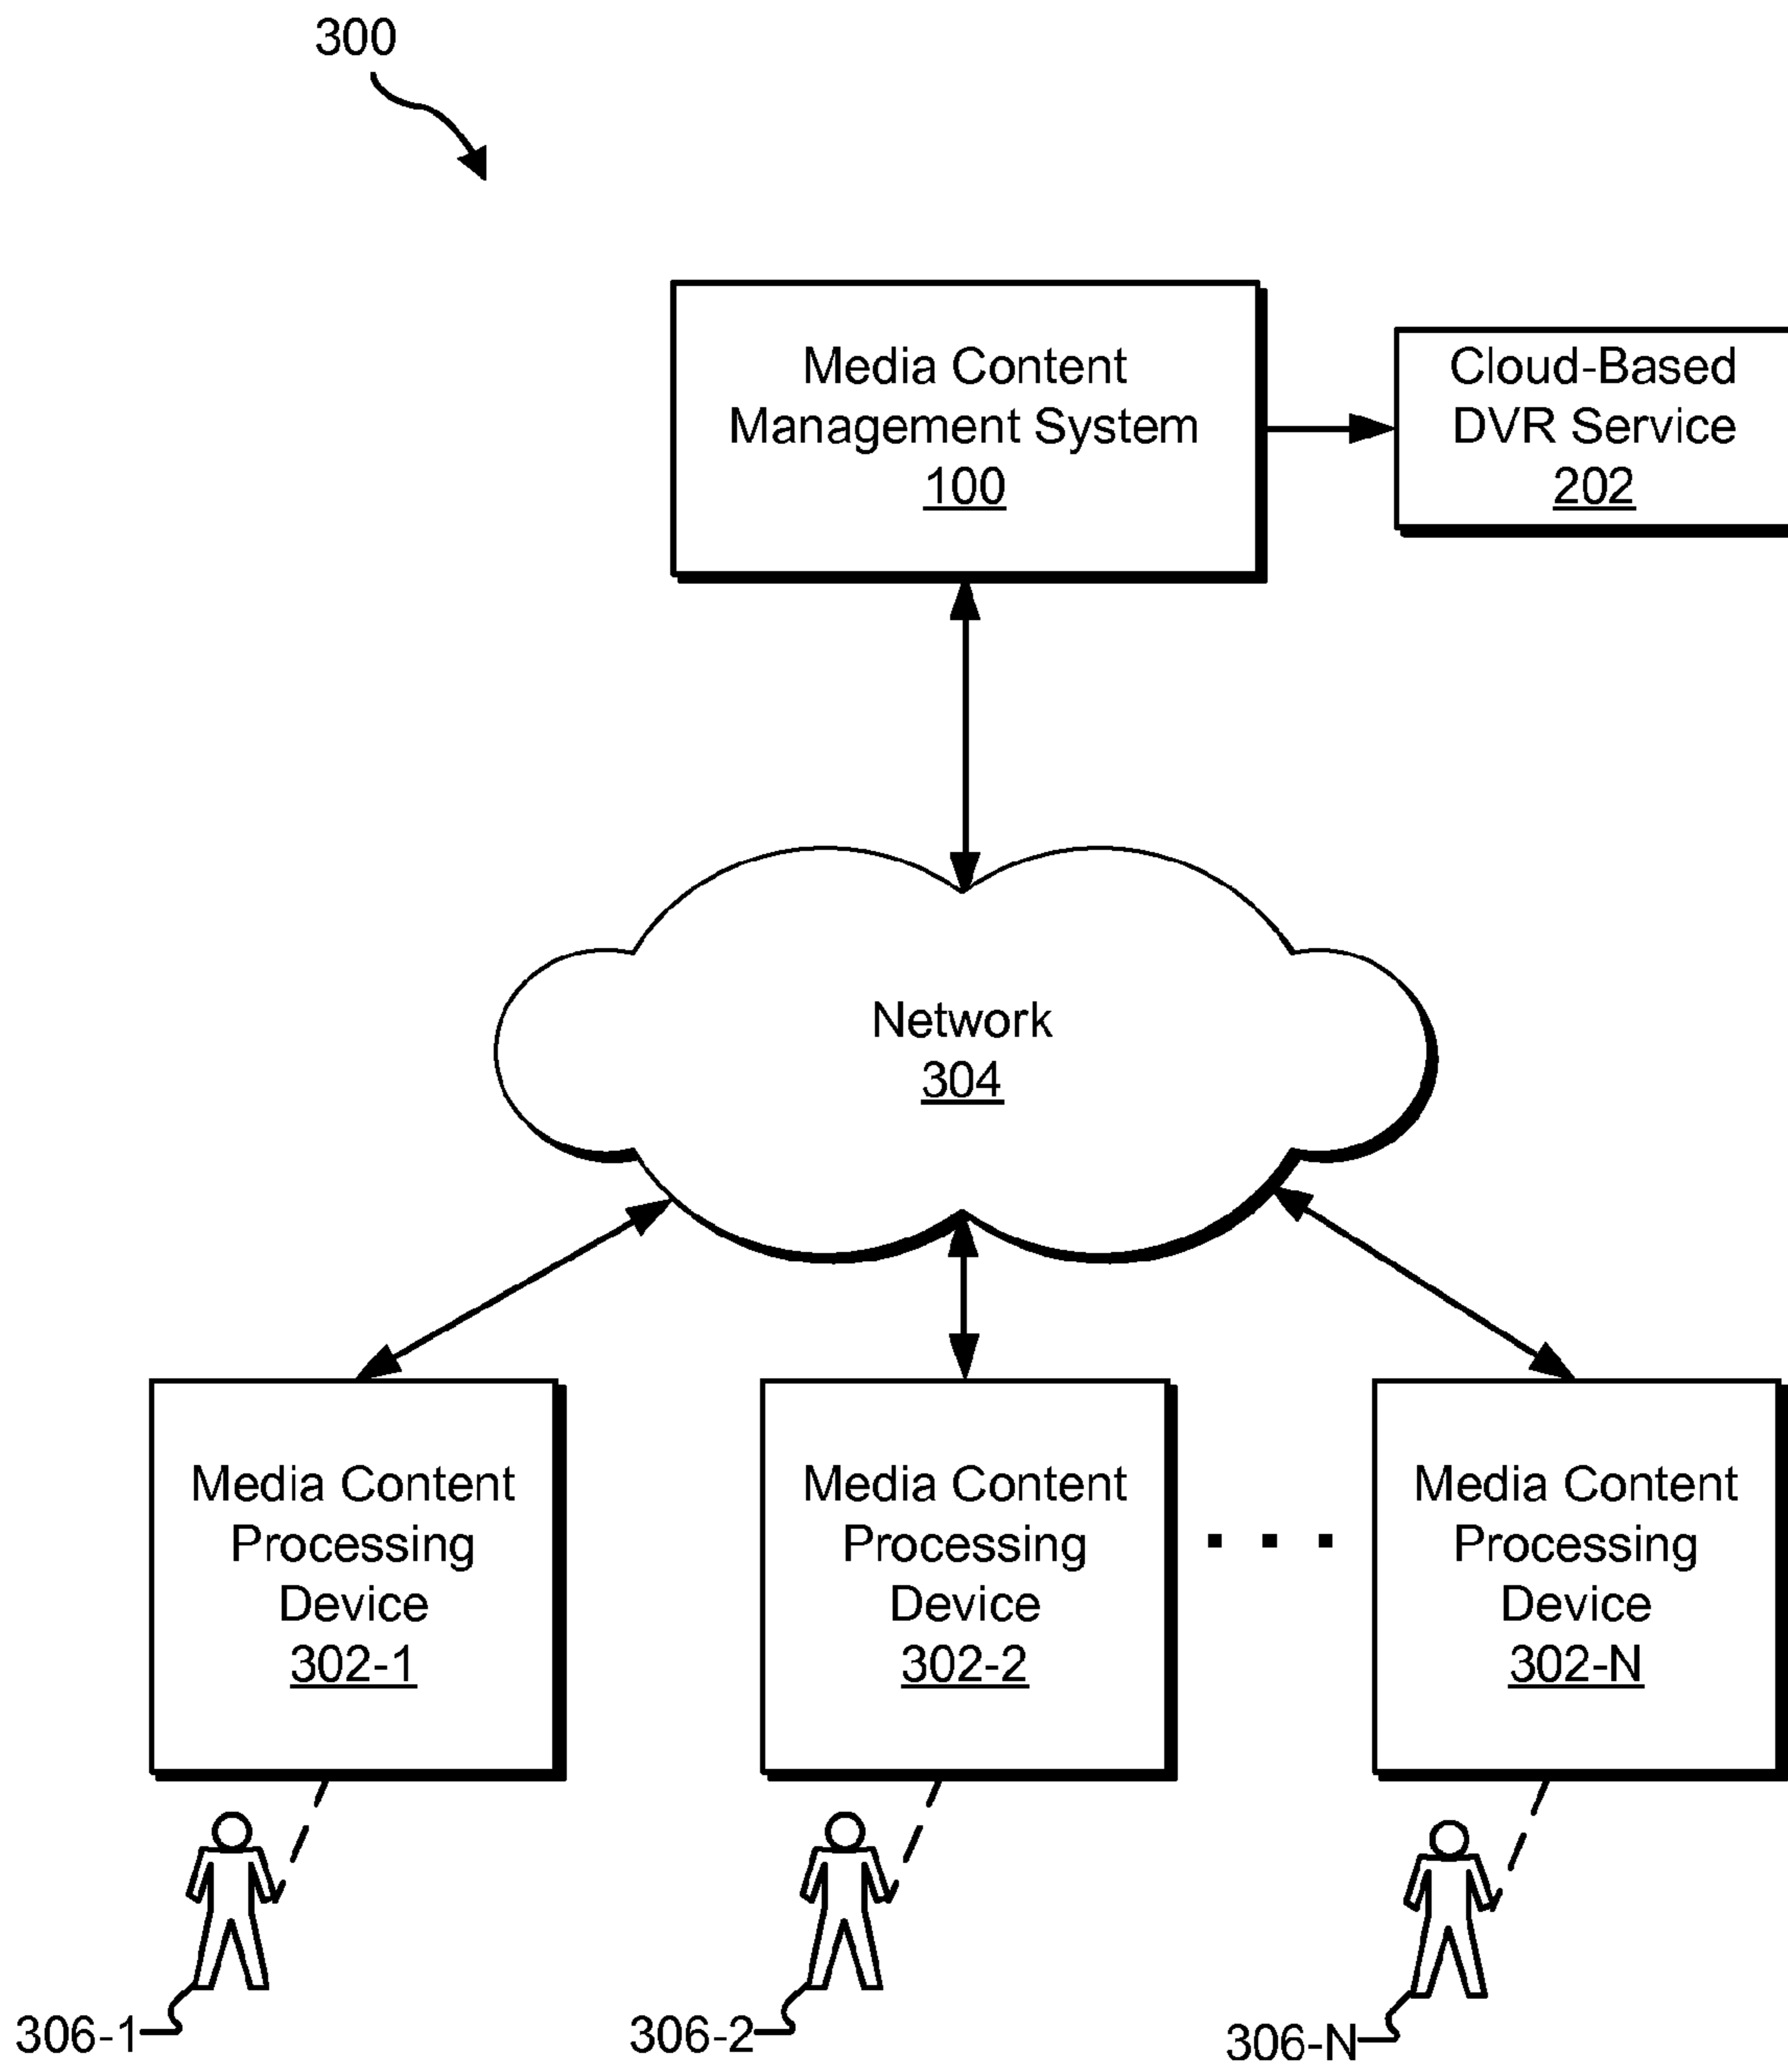 300
Media Content
Management System
100
Cloud-Based
DVR Service
202
Network
304
Media Content
Processing
Device
302-1
Media Content
Processing
Device
302-2
. . .
Media Content
Processing
Device
302-N
306-1
306-2
306-N